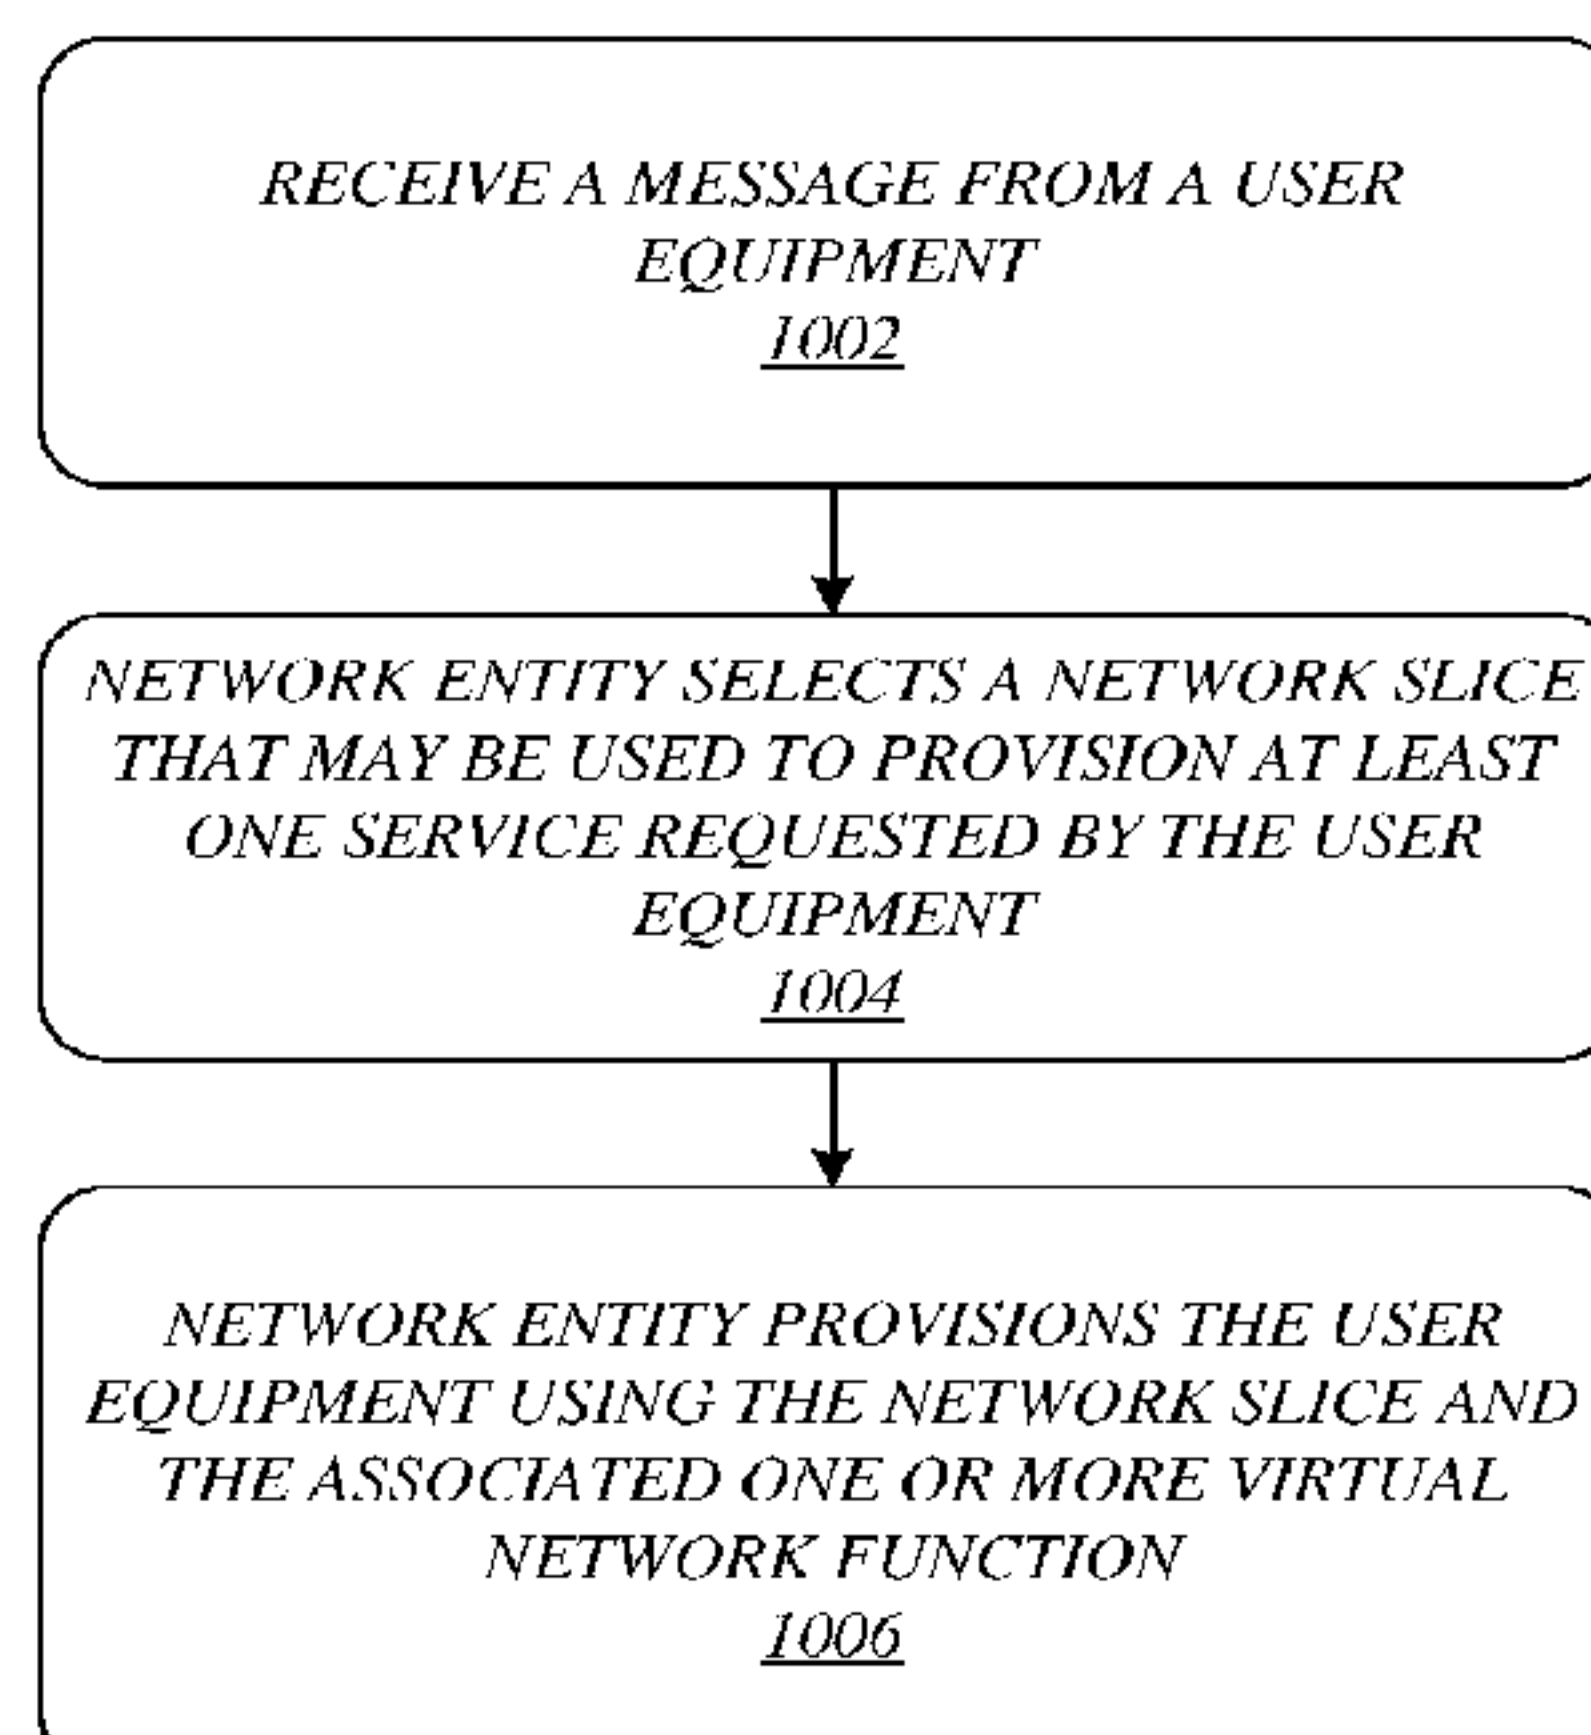 RECEIVE A MESSAGE FROM A USER
EQUIPMENT
1002
NETWORK ENTITY SELECTS A NETWORK SLICE
THAT MAY BE USED TO PROVISION AT LEAST
ONE SERVICE REQUESTED BY THE USER
EQUIPMENT
1004
NETWORK ENTITY PROVISIONS THE USER
EQUIPMENT USING THE NETWORK SLICE AND
THE ASSOCIATED ONE OR MORE VIRTUAL
NETWORK FUNCTION
1006